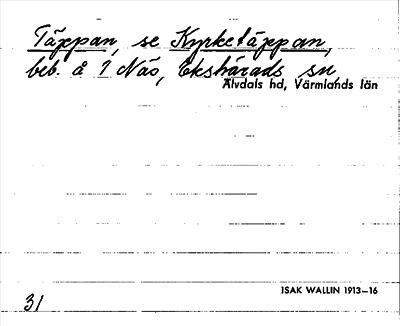 Täppan, se Kyrketäppan,
beb. å 1 Näs, Ekshärads sn
Älvdals hd, Värmlands län
ISAK WALLIN 1913–16
31